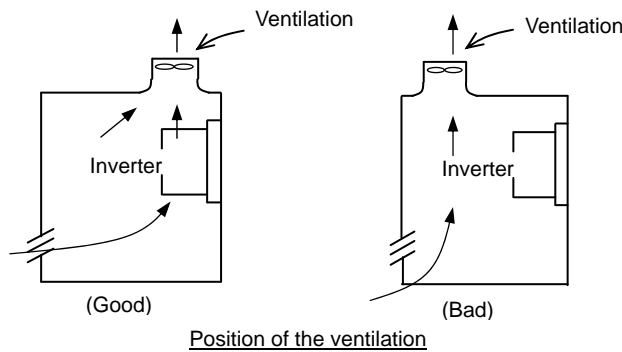 Ventilation
Inverter
(Good)
Ventilation
Inverter
(Bad)
Position of the ventilation